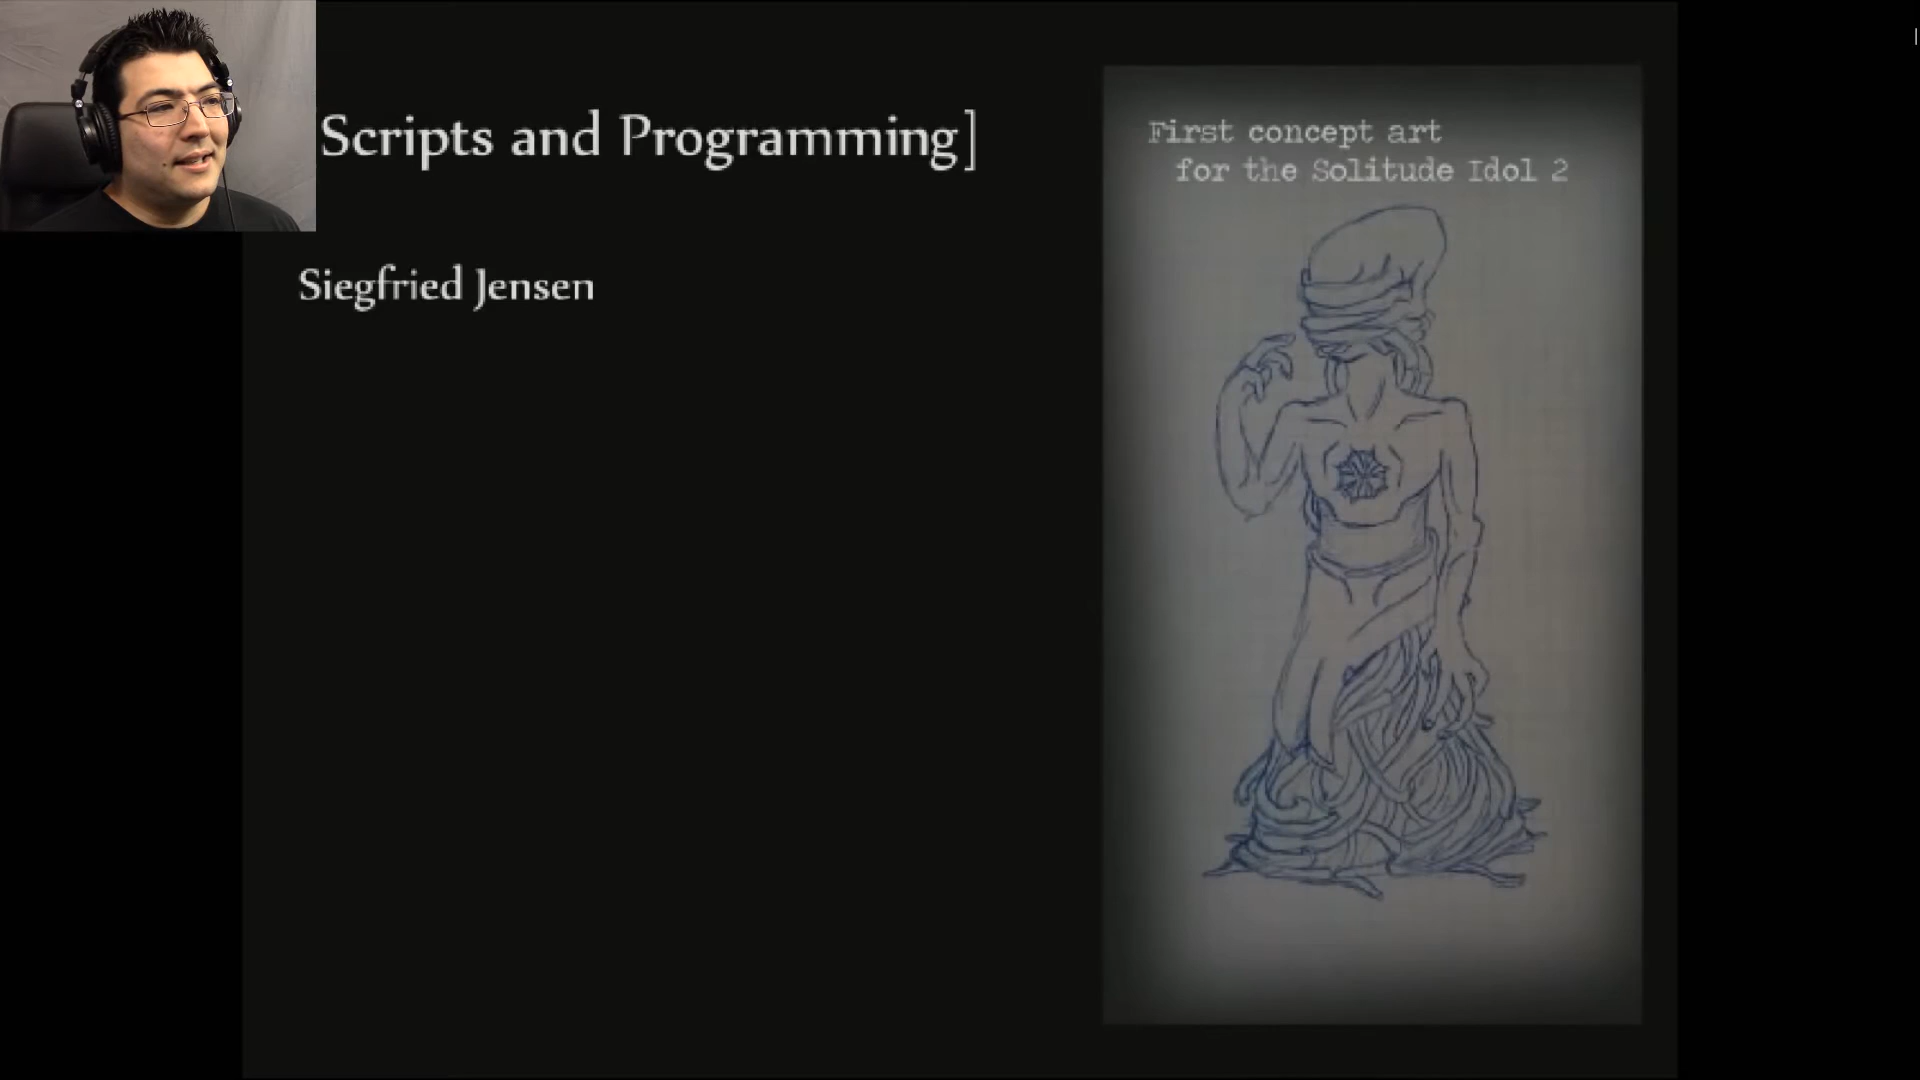 Scripts and Programming]
Siegfried Jensen
First concept art
for the Solitude Idol 2